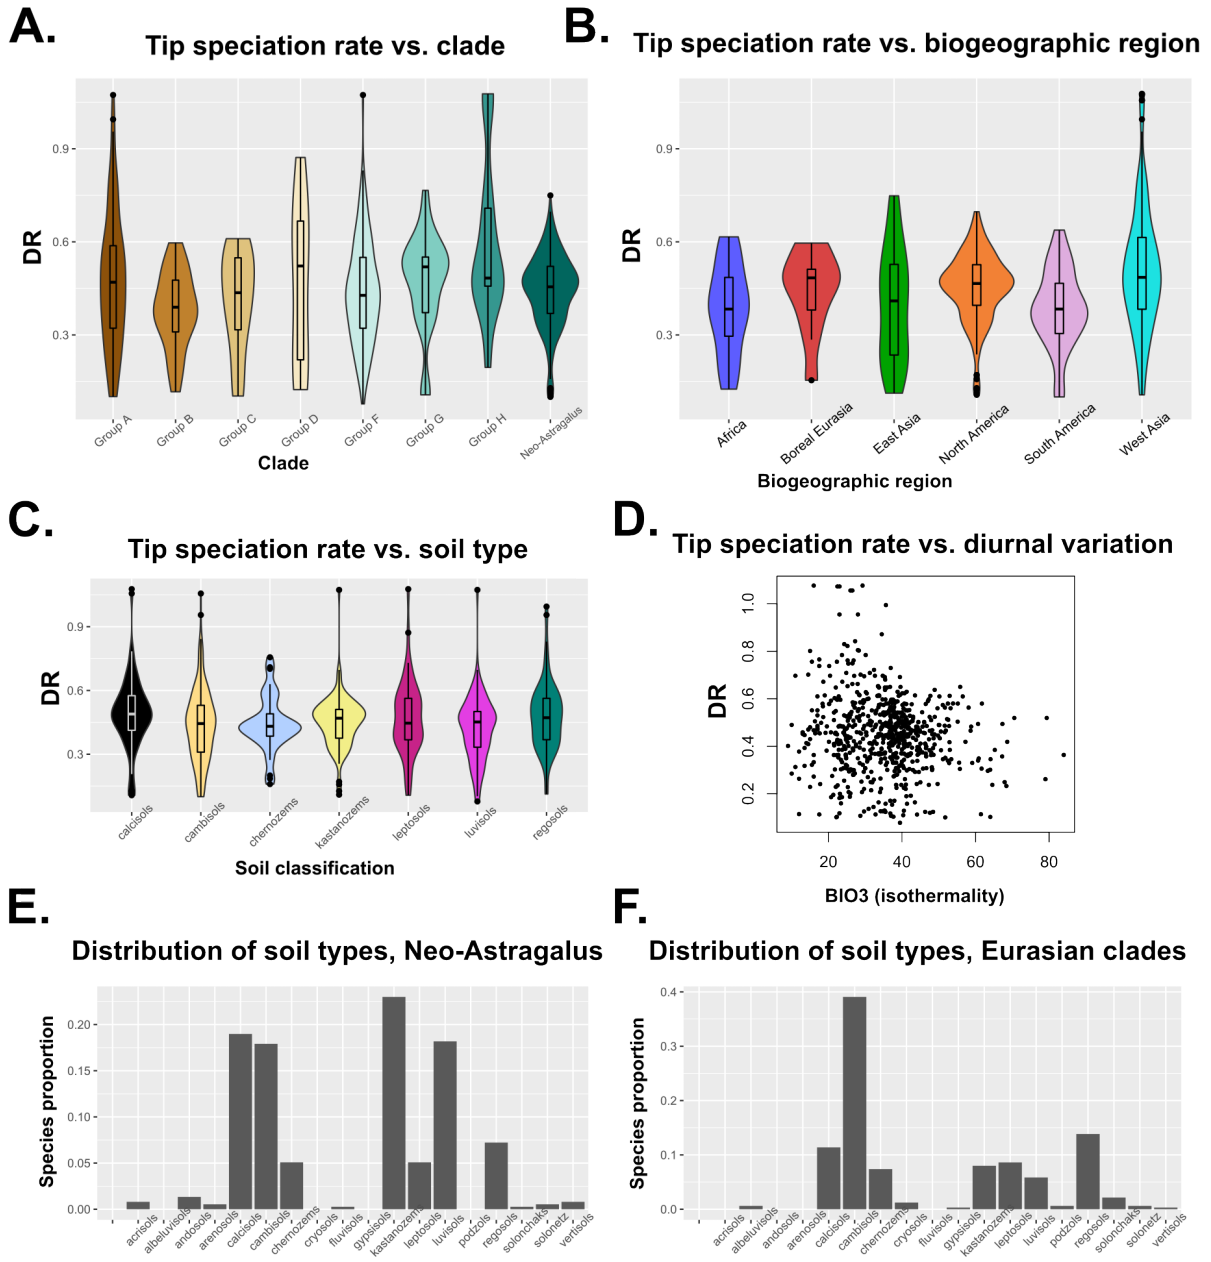 A.
Tip speciation rate vs. clade
DR
0.9
0.6
0.3
Group A
Group B
Group C
Group D
Group F
Group G
Group H
Neo-Astragalus
Clade
B.
Tip speciation rate vs. biogeographic region
DR
0.9
0.6
0.3
Africa
Boreal Eurasia
East Asia
North America
South America
West Asia
Biogeographic region
C.
Tip speciation rate vs. soil type
DR
0.9
0.6
0.3
calcisols
cambisols
chernozems
kastanozems
leptosols
luvisols
regosols
Soil classification
D.
Tip speciation rate vs. diurnal variation
DR
1.0
0.8
0.6
0.4
0.2
20
40
60
80
BIO3 (isothermality)
E.
Distribution of soil types, Neo-Astragalus
Species proportion
0.20
0.15
0.10
0.05
0.00
acrisols
albeluvisols
andosols
arenosols
calcisols
cambisols
chernozems
cryosols
fluvisols
gypsisols
kastanozems
leptosols
luvisols
podzols
regosols
solonchaks
solonetz
vertisols
F.
Distribution of soil types, Eurasian clades
Species proportion
0.4
0.3
0.2
0.1
0.0
acrisols
albeluvisols
andosols
arenosols
calcisols
cambisols
chernozems
cryosols
fluvisols
gypsisols
kastanozems
leptosols
luvisols
podzols
regosols
solonchaks
solonetz
vertisols